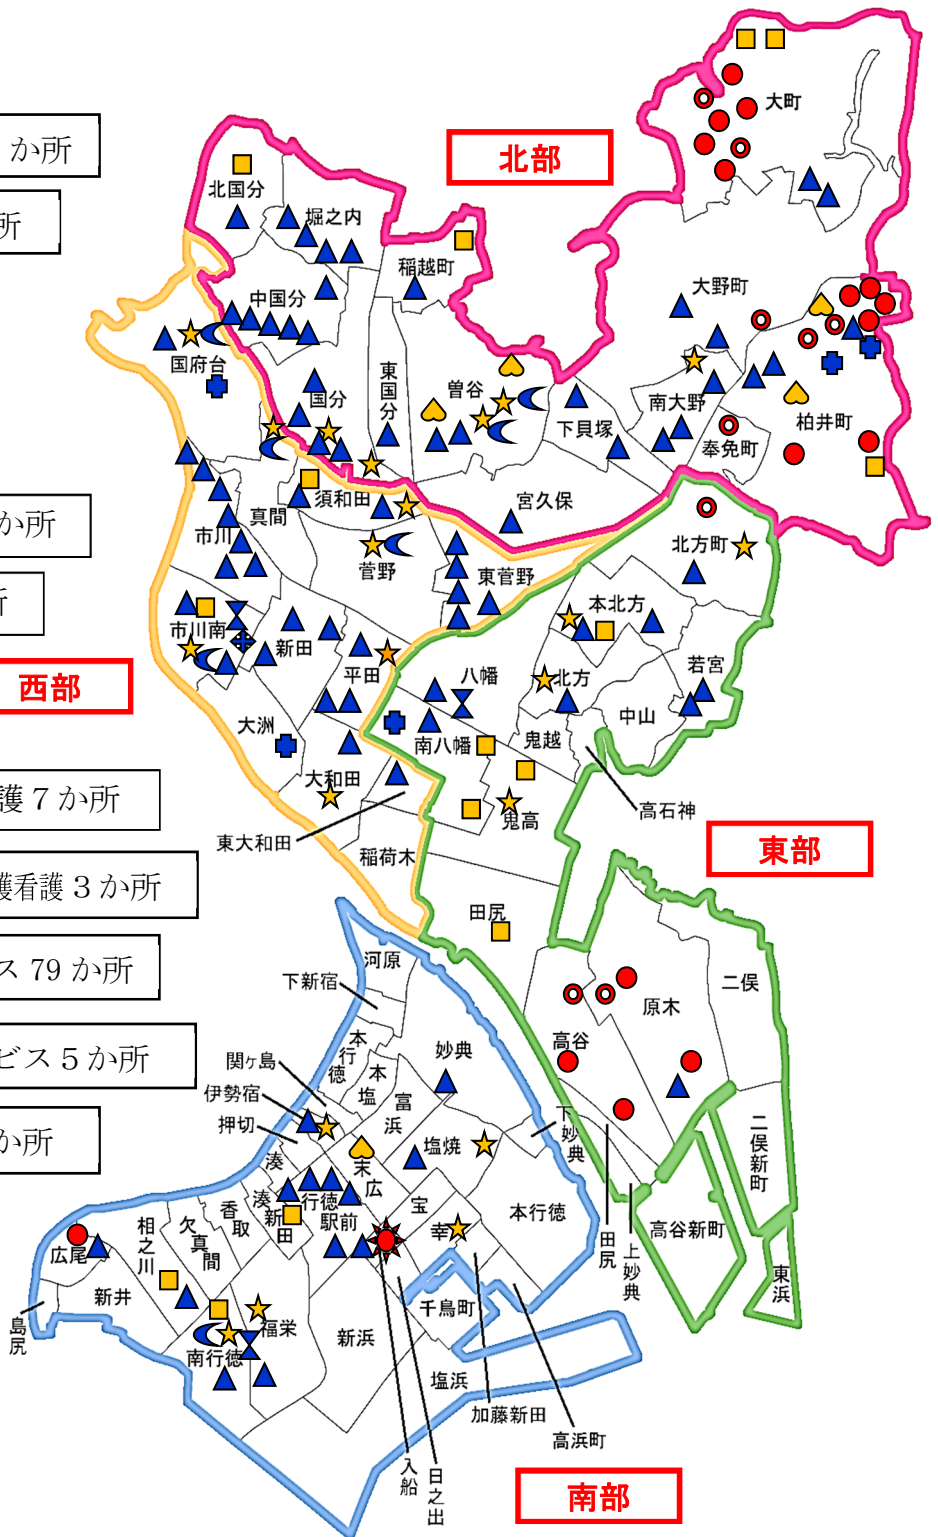 か所
所
か所
所
護７か所
護看護３か所
ス 79 か所
ビス５か所
か所
北部
西部
東部
南部
大町
北国分
堀之内
稲越町
大野町
中国分
国府台
東国分
曽谷
国分
下貝塚
南大野
柏井町
奉免町
須和田
真間
宮久保
市川
北方町
菅野
東菅野
本北方
市川南
新田
平田
八幡
北方
若宮
中山
大洲
南八幡
鬼越
大和田
高石神
鬼高
東大和田
稲荷木
田尻
河原
下新宿
二俣
原木
高谷
本行徳
妙典
関ヶ島
本塩
伊勢宿
富浜
押切
下妙典
塩焼
二俣新町
湊
末広
行徳駅前
宝
湊新田
香取
幸
本行徳
欠真間
相之川
広尾
田尻
上妙典
高谷新町
東浜
新井
島尻
福栄
千鳥町
新浜
南行徳
塩浜
加藤新田
高浜町
入船
日之出